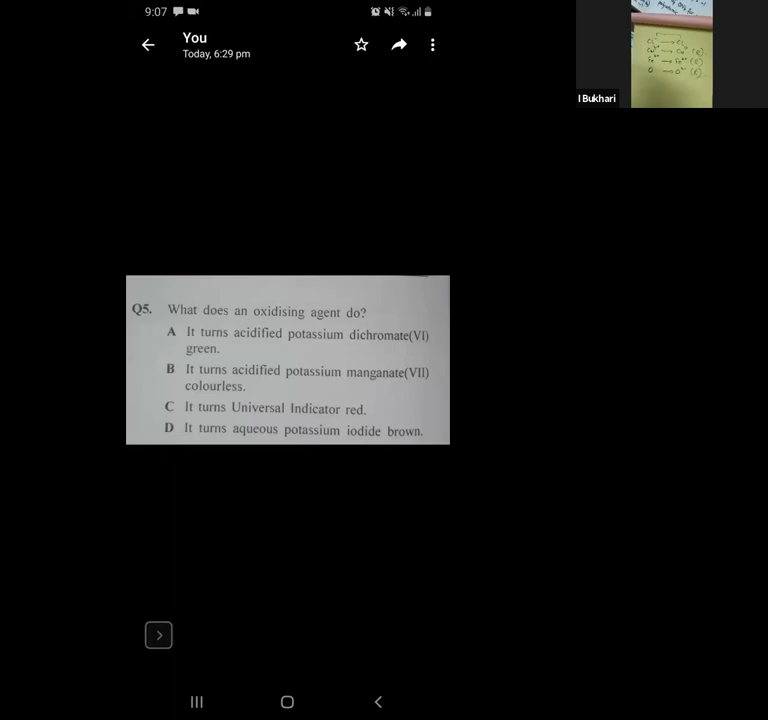 9:07
You
Today, 6:29 pm
I Bukhari
Q5. What does an oxidising agent do?
A It turns acidified potassium dichromate(VI)
green.
B It turns acidified potassium manganate(VII)
colourless.
C It turns Universal Indicator red.
D It turns aqueous potassium iodide brown.